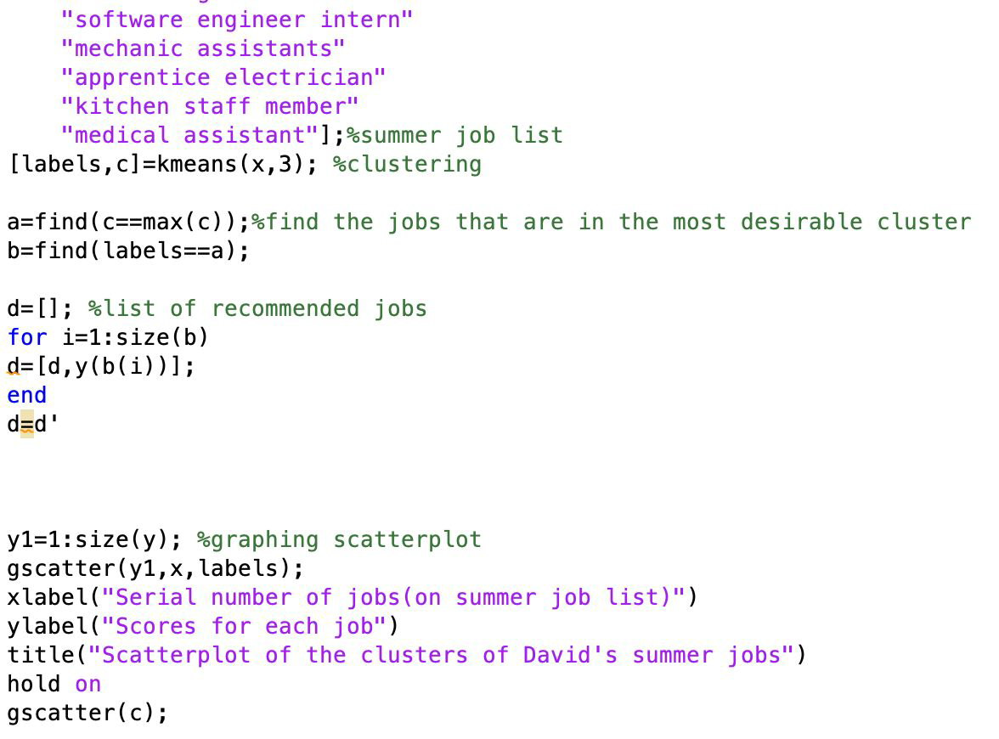 "software engineer intern"
"mechanic assistants"
"apprentice electrician"
"kitchen staff member"
"medical assistant"];%summer job list
[labels,c]=kmeans(x,3); %clustering
a=find(c==max(c));%find the jobs that are in the most desirable cluster
b=find(labels==a);
d=[]; %list of recommended jobs
for i=1:size(b)
d=[d,y(b(i))];
end
d=d'
y1=1:size(y); %graphing scatterplot
gscatter(y1,x,labels);
xlabel("Serial number of jobs(on summer job list)")
ylabel("Scores for each job")
title("Scatterplot of the clusters of David's summer jobs")
hold on
gscatter(c);